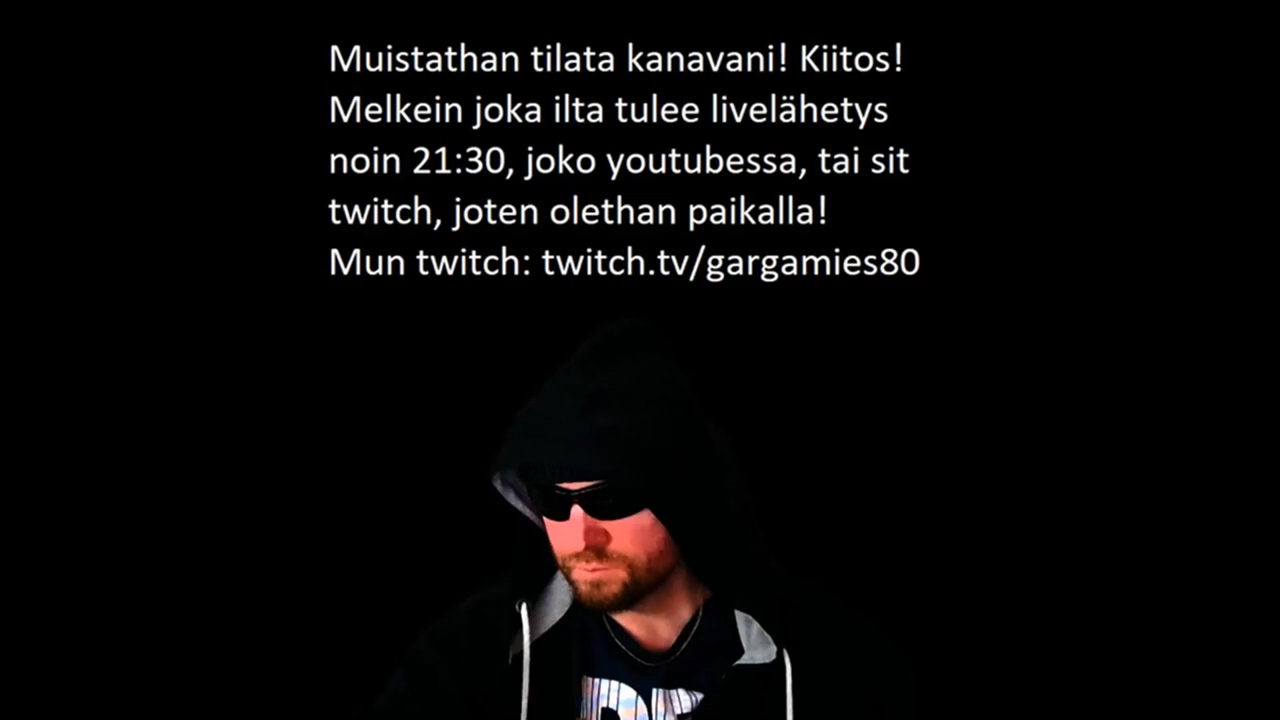 Muistathan tilata kanavani! Kiitos!
Melkein joka ilta tulee livelähetys
noin 21:30, joko youtubessa, tai sit
twitch, joten olethan paikalla!
Mun twitch: twitch.tv/gargamies80